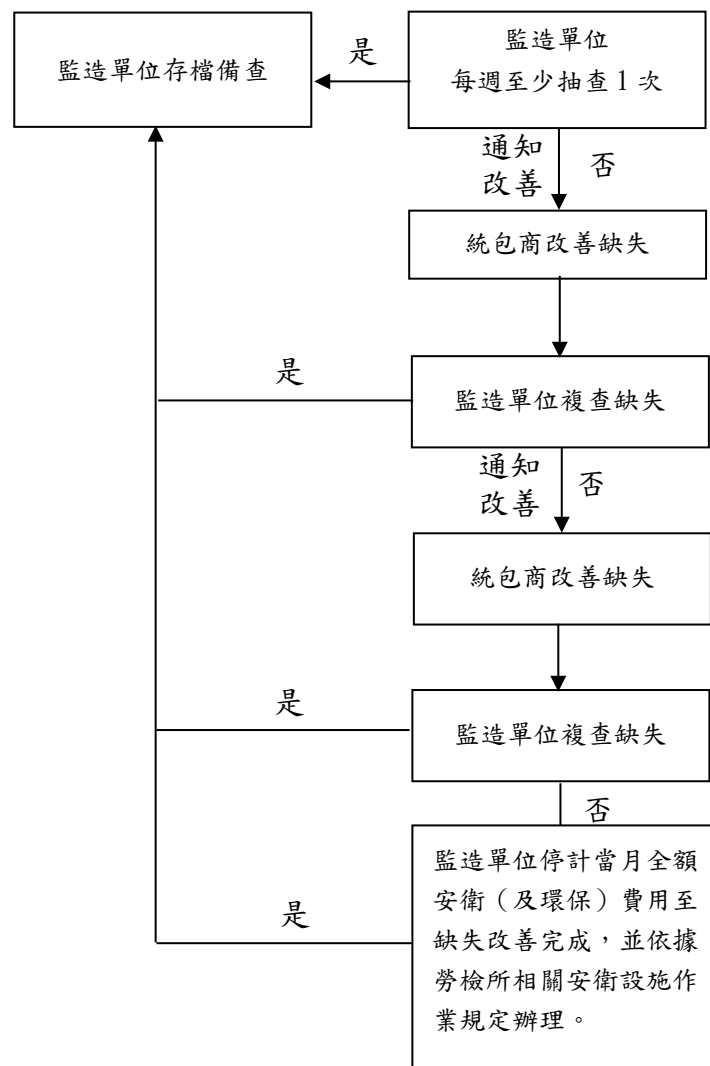 監造單位存檔備查
是
監造單位
每週至少抽查1次
通知
改善
否
統包商改善缺失
是
監造單位複查缺失
通知
改善
否
統包商改善缺失
是
監造單位複查缺失
否
是
監造單位停計當月全額
安衛（及環保）費用至
缺失改善完成，並依據
勞檢所相關安衛設施作
業規定辦理。